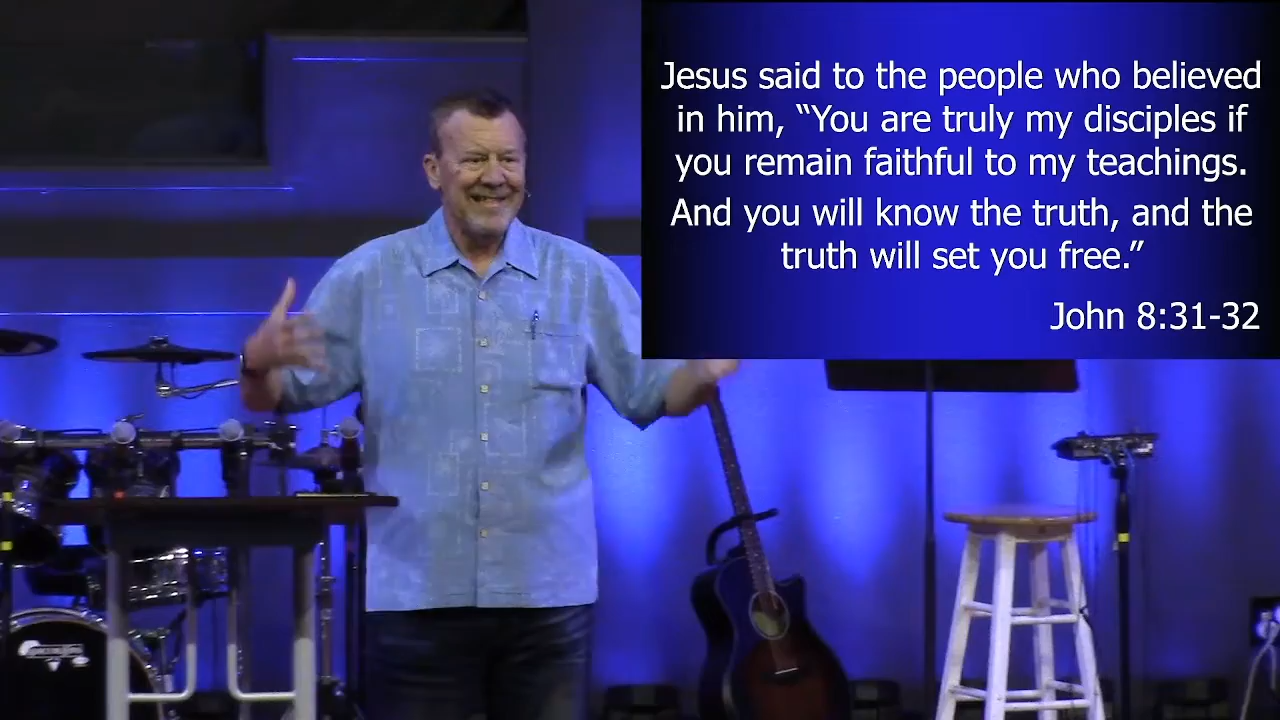 Jesus said to the people who believed
in him, “You are truly my disciples if
you remain faithful to my teachings.
And you will know the truth, and the
truth will set you free.”
John 8:31-32